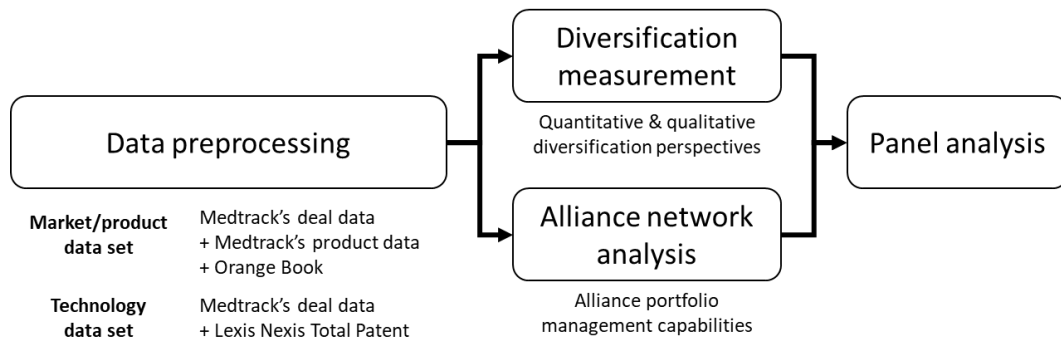 Data preprocessing
Market/product
data set
Medtrack's deal data
+ Medtrack's product data
+ Orange Book
Technology
data set
Medtrack's deal data
+ Lexis Nexis Total Patent
Diversification
measurement
Quantitative & qualitative
diversification perspectives
Alliance network
analysis
Alliance portfolio
management capabilities
Panel analysis